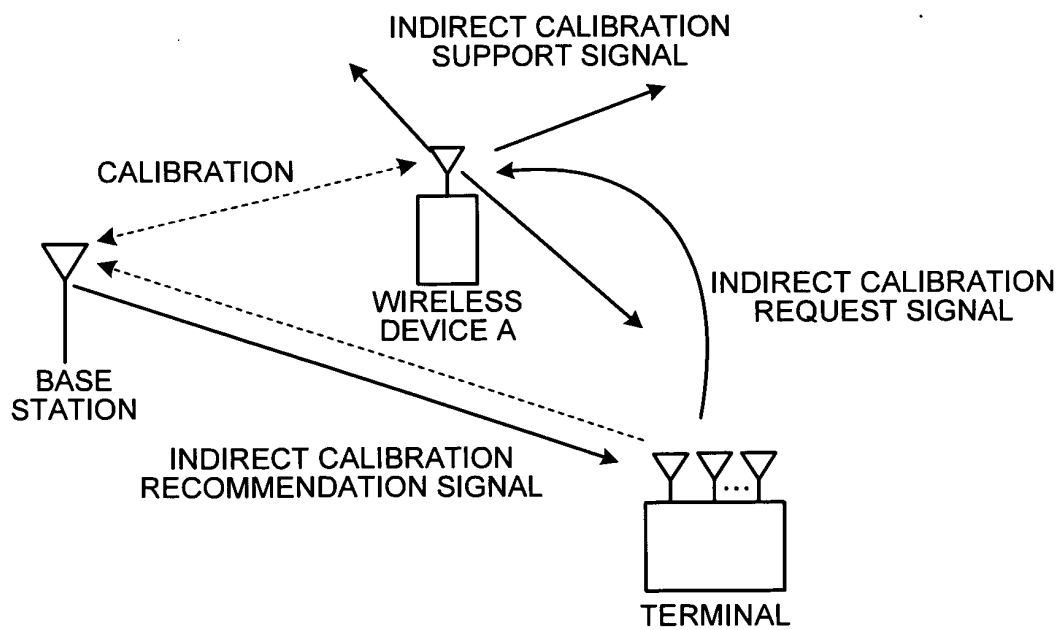 INDIRECT CALIBRATION
SUPPORT SIGNAL
CALIBRATION
WIRELESS
DEVICE A
INDIRECT CALIBRATION
REQUEST SIGNAL
BASE
STATION
INDIRECT CALIBRATION
RECOMMENDATION SIGNAL
...
TERMINAL